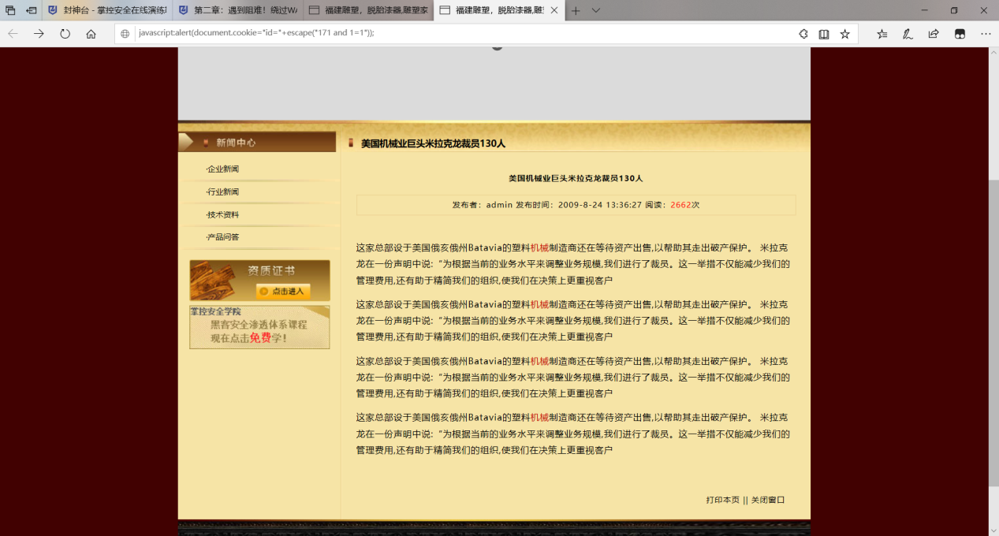 封神台 - 掌控安全在线演练
第二章：遇到阻难！绕过WA
福建雕塑，脱胎漆器,雕塑家
福建雕塑，脱胎漆器,雕塑
javascript:alert(document.cookie="id="+escape("171 and 1=1"));
新闻中心
·企业新闻
·行业新闻
·技术资料
·产品问答
资质证书
点击进入
掌控安全学院
黑客安全渗透体系课程
现在点击免费学！
美国机械业巨头米拉克龙裁员130人
美国机械业巨头米拉克龙裁员130人
发布者：admin 发布时间：2009-8-24 13:36:27 阅读：2662次
这家总部设于美国俄亥俄州Batavia的塑料机械制造商还在等待资产出售,以帮助其走出破产保护。 米拉克
龙在一份声明中说:“为根据当前的业务水平来调整业务规模,我们进行了裁员。这一举措不仅能减少我们的
管理费用,还有助于精简我们的组织,使我们在决策上更重视客户
这家总部设于美国俄亥俄州Batavia的塑料机械制造商还在等待资产出售,以帮助其走出破产保护。 米拉克
龙在一份声明中说:“为根据当前的业务水平来调整业务规模,我们进行了裁员。这一举措不仅能减少我们的
管理费用,还有助于精简我们的组织,使我们在决策上更重视客户
这家总部设于美国俄亥俄州Batavia的塑料机械制造商还在等待资产出售,以帮助其走出破产保护。 米拉克
龙在一份声明中说:“为根据当前的业务水平来调整业务规模,我们进行了裁员。这一举措不仅能减少我们的
管理费用,还有助于精简我们的组织,使我们在决策上更重视客户
这家总部设于美国俄亥俄州Batavia的塑料机械制造商还在等待资产出售,以帮助其走出破产保护。 米拉克
龙在一份声明中说:“为根据当前的业务水平来调整业务规模,我们进行了裁员。这一举措不仅能减少我们的
管理费用,还有助于精简我们的组织,使我们在决策上更重视客户
打印本页 || 关闭窗口